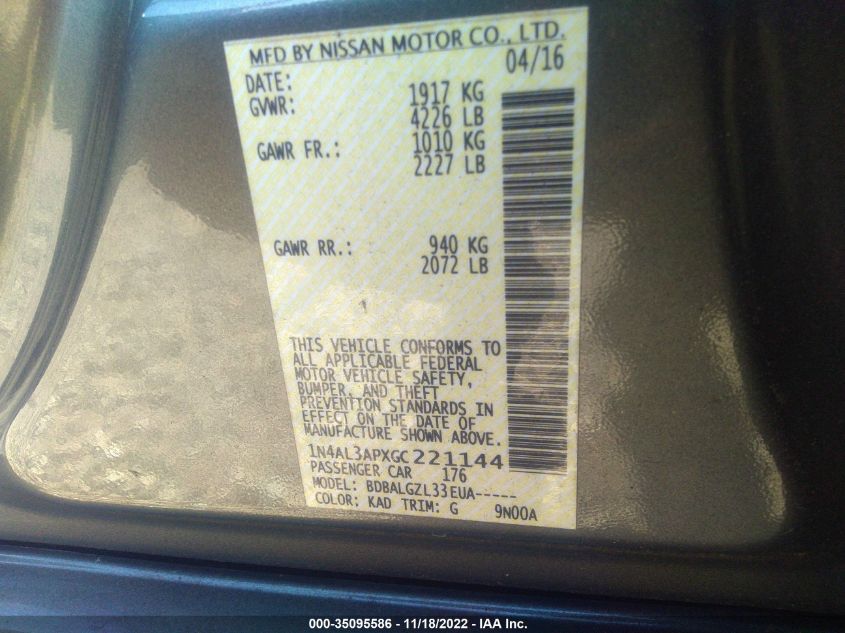 MFD BY NISSAN MOTOR CO., LTD.
DATE: 04/16
GVWR: 1917 KG
4226 LB
GAWR FR.: 1010 KG
2227 LB
GAWR RR.: 940 KG
2072 LB
THIS VEHICLE CONFORMS TO
ALL APPLICABLE FEDERAL
MOTOR VEHICLE SAFETY,
BUMPER, AND THEFT
PREVENTION STANDARDS IN
EFFECT ON THE DATE OF
MANUFACTURE SHOWN ABOVE.
1N4AL3APXGC221144
PASSENGER CAR 176
MODEL: BDBALGZL33EUA-----
COLOR: KAD TRIM: G 9N00A
000-35095586 - 11/18/2022 - IAA Inc.